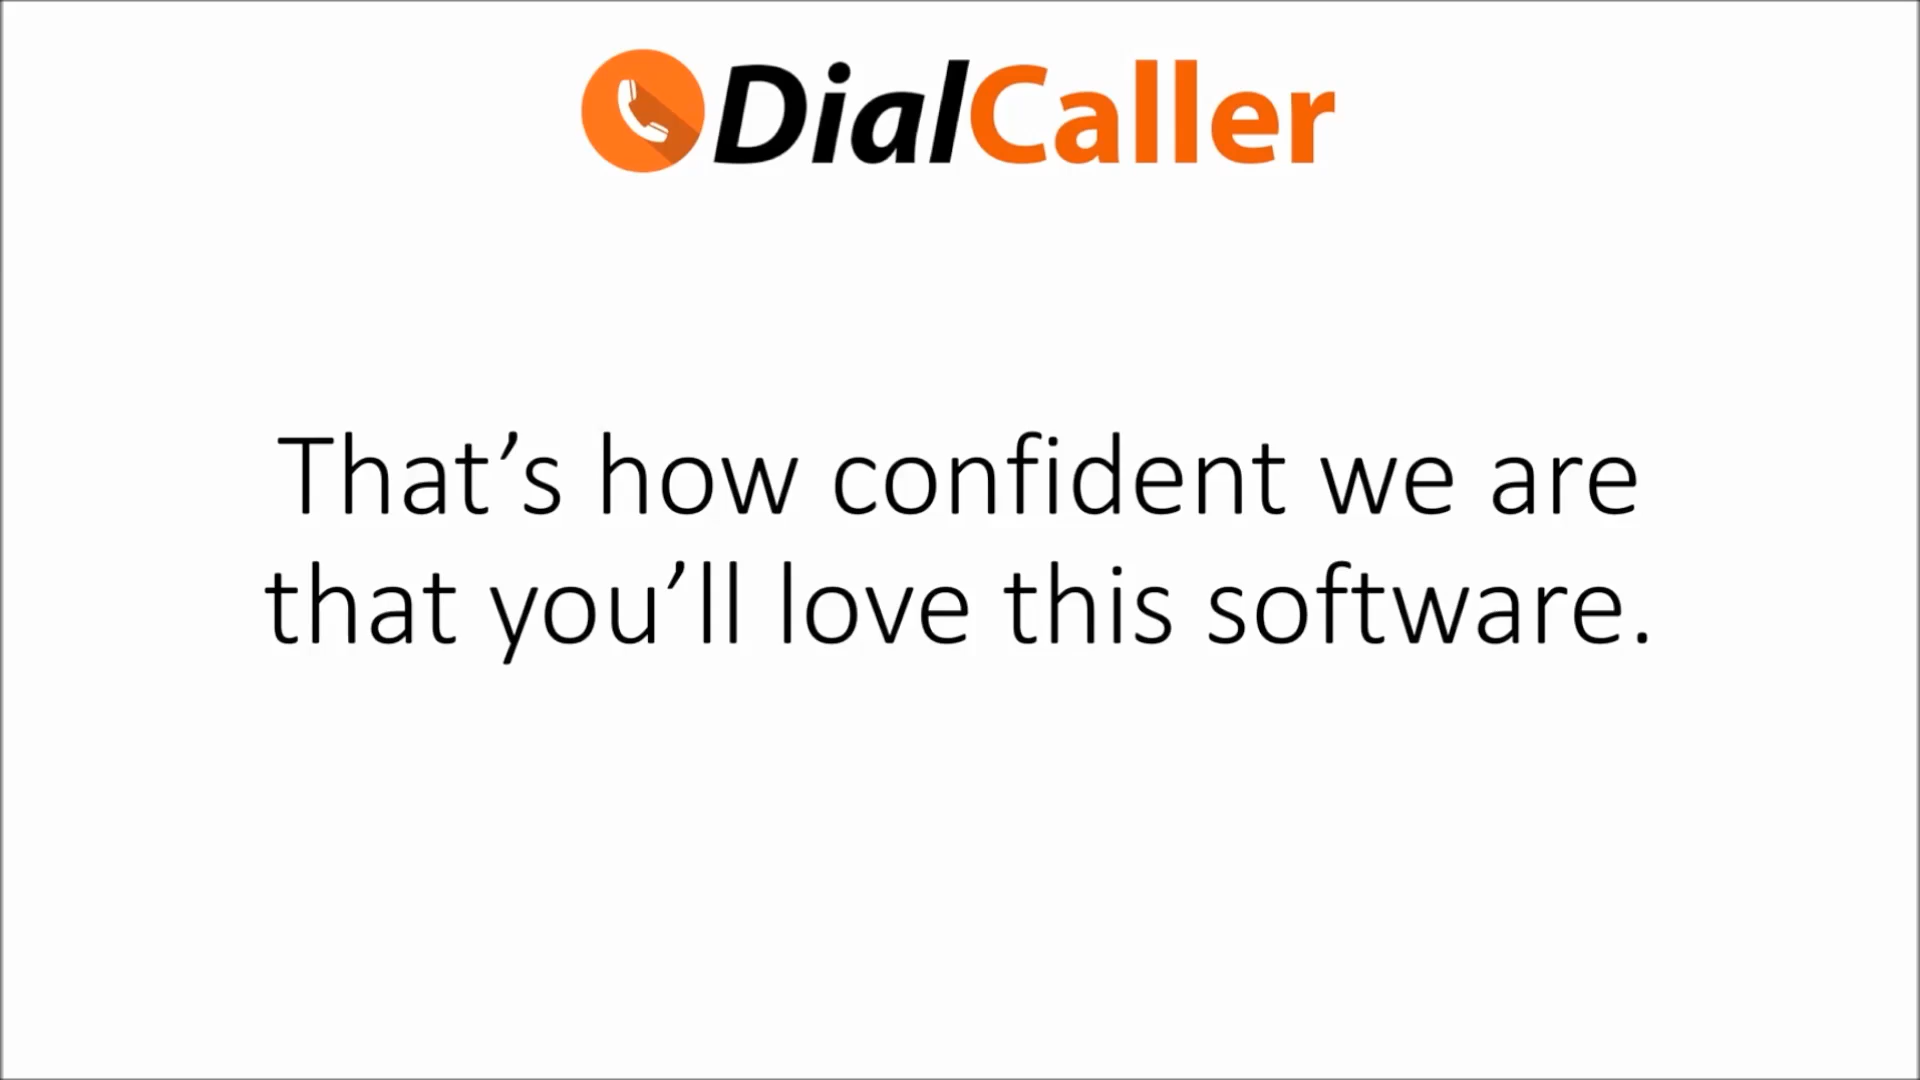 DialCaller
That’s how confident we are
that you’ll love this software.